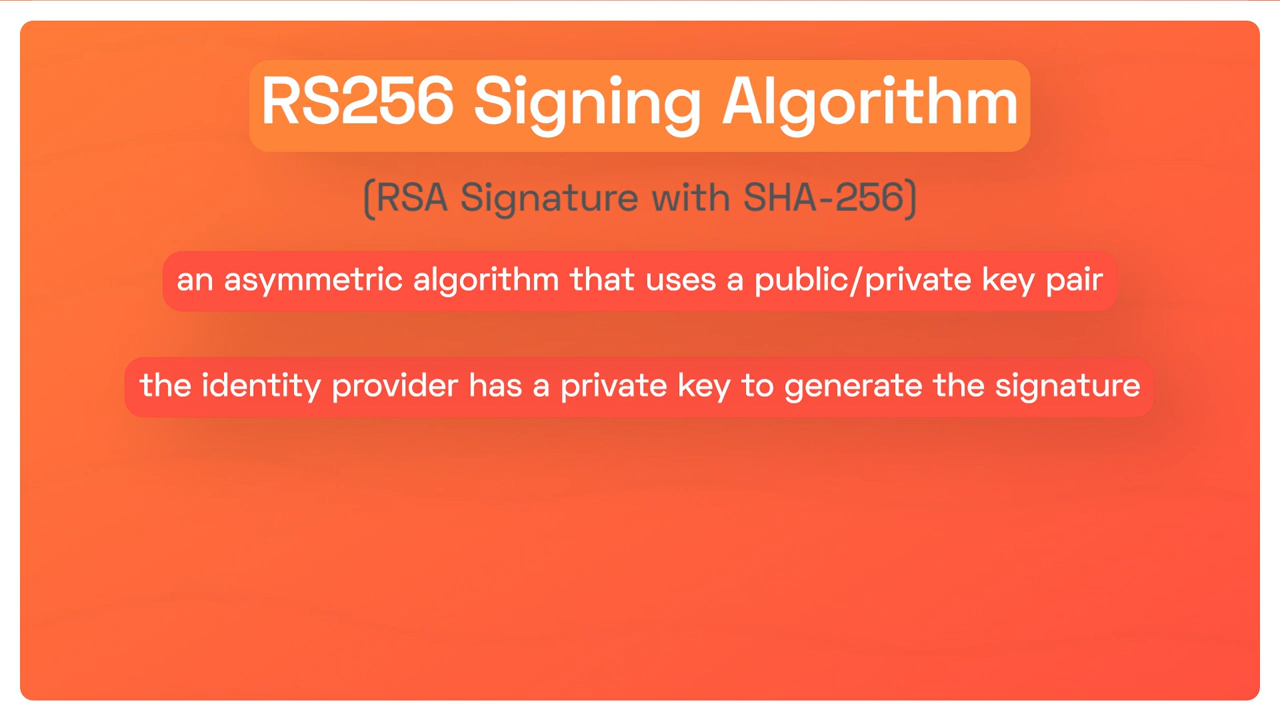 RS256 Signing Algorithm
(RSA Signature with SHA-256)
an asymmetric algorithm that uses a public/private key pair
the identity provider has a private key to generate the signature